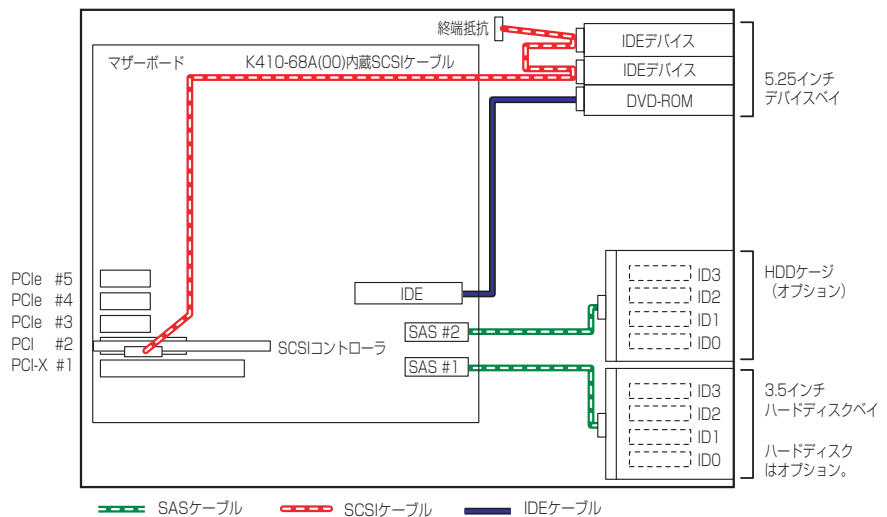 終端抵抗
IDEデバイス
IDEデバイス
DVD-ROM
5.25インチ
デバイスベイ
マザーボード
K410-68A(00)内蔵SCSIケーブル
PCIe #5
PCIe #4
PCIe #3
PCI #2
PCI-X #1
SCSIコントローラ
IDE
SAS #2
SAS #1
ID3
ID2
ID1
ID0
HDDケージ
(オプション)
ID3
ID2
ID1
ID0
3.5インチ
ハードディスクベイ
ハードディスク
はオプション。
SASケーブル
SCSIケーブル
IDEケーブル